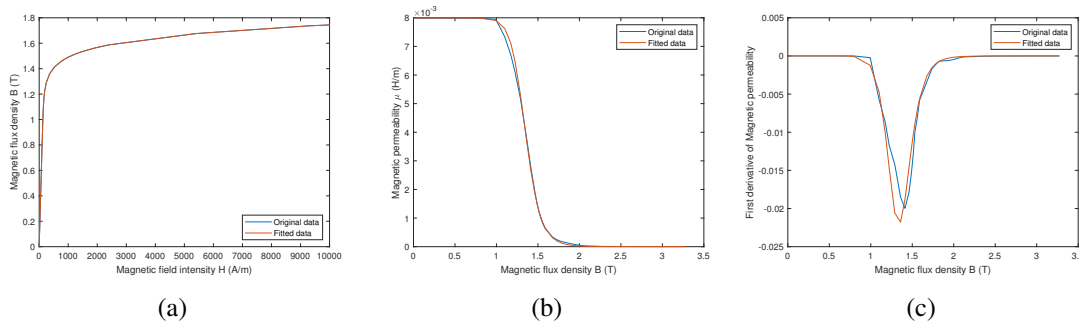 1.8
1.6
1.4
1.2
1
0.8
0.6
0.4
0.2
0
0 1000 2000 3000 4000 5000 6000 7000 8000 9000 10000
Magnetic flux density B (T)
Magnetic field intensity H (A/m)
Original data
Fitted data
(a)
×10⁻³
8
6
4
2
0
0 0.5 1 1.5 2 2.5 3 3.5
Magnetic permeability μ (H/m)
Magnetic flux density B (T)
Original data
Fitted data
(b)
0.005
0
-0.005
-0.01
-0.015
-0.02
-0.025
0 0.5 1 1.5 2 2.5 3 3.5
First derivative of Magnetic permeability
Magnetic flux density B (T)
Original data
Fitted data
(c)